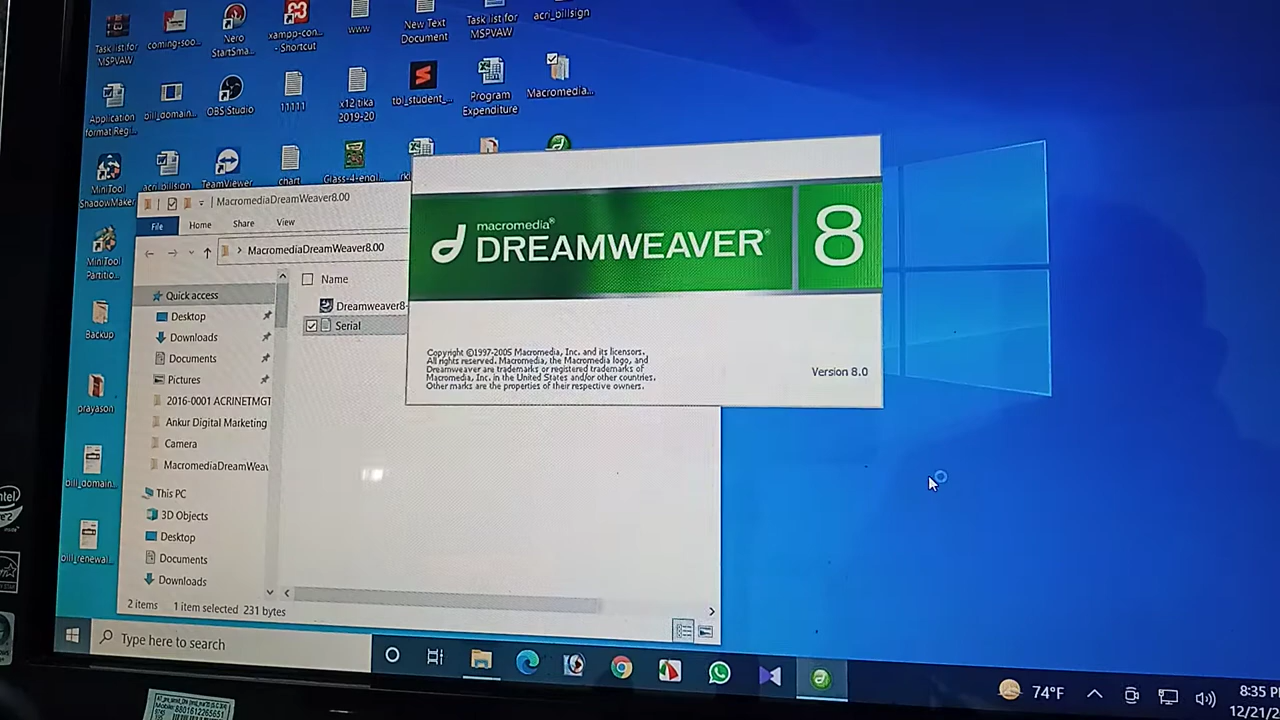 Task list for
MSPVAW
coming-soo...
Nero
StartSma...
xampp-con...
- Shortcut
www
New Text
Document
Task list for
MSPVAW
acri_billsign
Application
format Regi...
bill_domain...
OBS Studio
11111
x12 tika
2019-20
tbl_student_...
Program
Expenditure
Macromedia...
MiniTool
ShadowMaker
acri_billsign
TeamViewer
chart
MacromediaDreamWeaver8.00
File
Home
Share
View
MacromediaDreamWeaver8.00
MiniTool
Partitio...
Backup
prayason
bill_domain...
bill_renewal...
Quick access
Desktop
Downloads
Documents
Pictures
2016-0001 ACRINETMGT
Ankur Digital Marketing
Camera
MacromediaDreamWeav
This PC
3D Objects
Desktop
Documents
Downloads
Name
Dreamweaver8-
Serial
2 items
1 item selected 231 bytes
macromedia®
DREAMWEAVER®
8
Copyright ©1997-2005 Macromedia, Inc. and its licensors.
All rights reserved. Macromedia, the Macromedia logo, and
Dreamweaver are trademarks or registered trademarks of
Macromedia, Inc. in the United States and/or other countries.
Other marks are the properties of their respective owners.
Version 8.0
Type here to search
74°F
8:35 P
12/21/2
intel